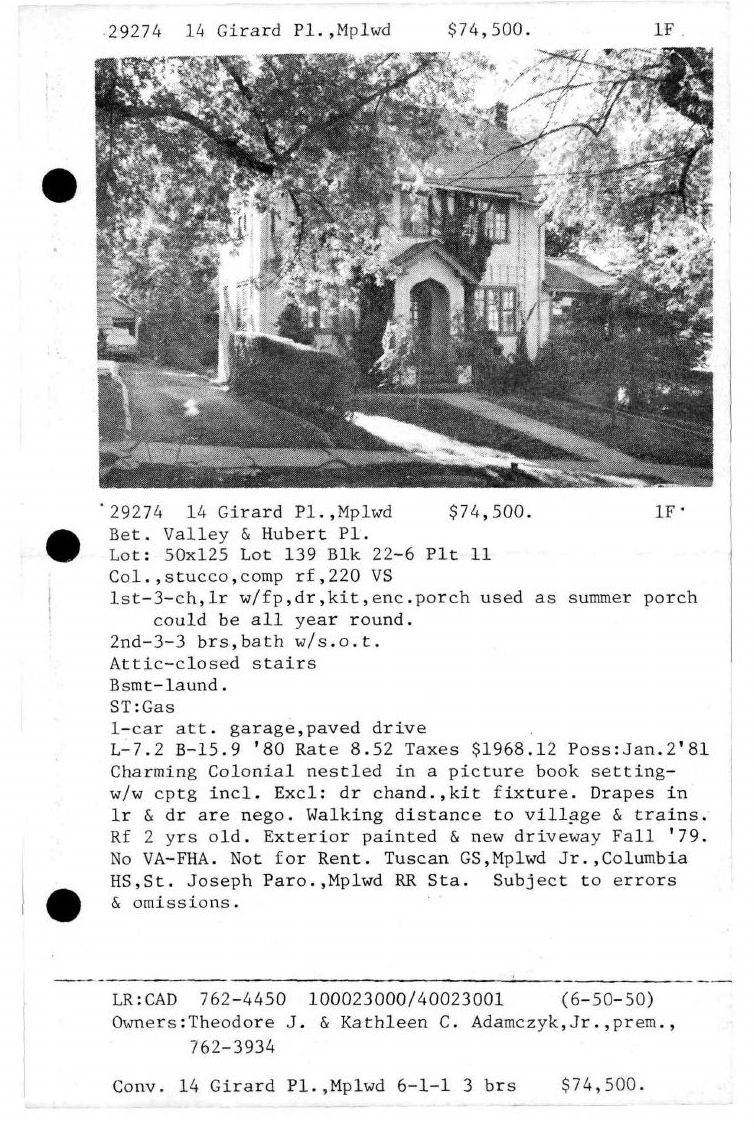 29274 14 Girard Pl.,Mplwd $74,500. 1F
29274 14 Girard Pl.,Mplwd $74,500. 1F
Bet. Valley & Hubert Pl.
Lot: 50x125 Lot 139 Blk 22-6 Plt 11
Col.,stucco,comp rf,220 VS
1st-3-ch,lr w/fp,dr,kit,enc.porch used as summer porch
could be all year round.
2nd-3-3 brs,bath w/s.o.t.
Attic-closed stairs
Bsmt-laund.
ST:Gas
1-car att. garage,paved drive
L-7.2 B-15.9 '80 Rate 8.52 Taxes $1968.12 Poss:Jan.2'81
Charming Colonial nestled in a picture book setting-
w/w cptg incl. Excl: dr chand.,kit fixture. Drapes in
lr & dr are nego. Walking distance to village & trains.
Rf 2 yrs old. Exterior painted & new driveway Fall '79.
No VA-FHA. Not for Rent. Tuscan GS,Mplwd Jr.,Columbia
HS,St. Joseph Paro.,Mplwd RR Sta. Subject to errors
& omissions.
LR:CAD 762-4450 100023000/40023001 (6-50-50)
Owners:Theodore J. & Kathleen C. Adamczyk,Jr.,prem.,
762-3934
Conv. 14 Girard Pl.,Mplwd 6-1-1 3 brs $74,500.